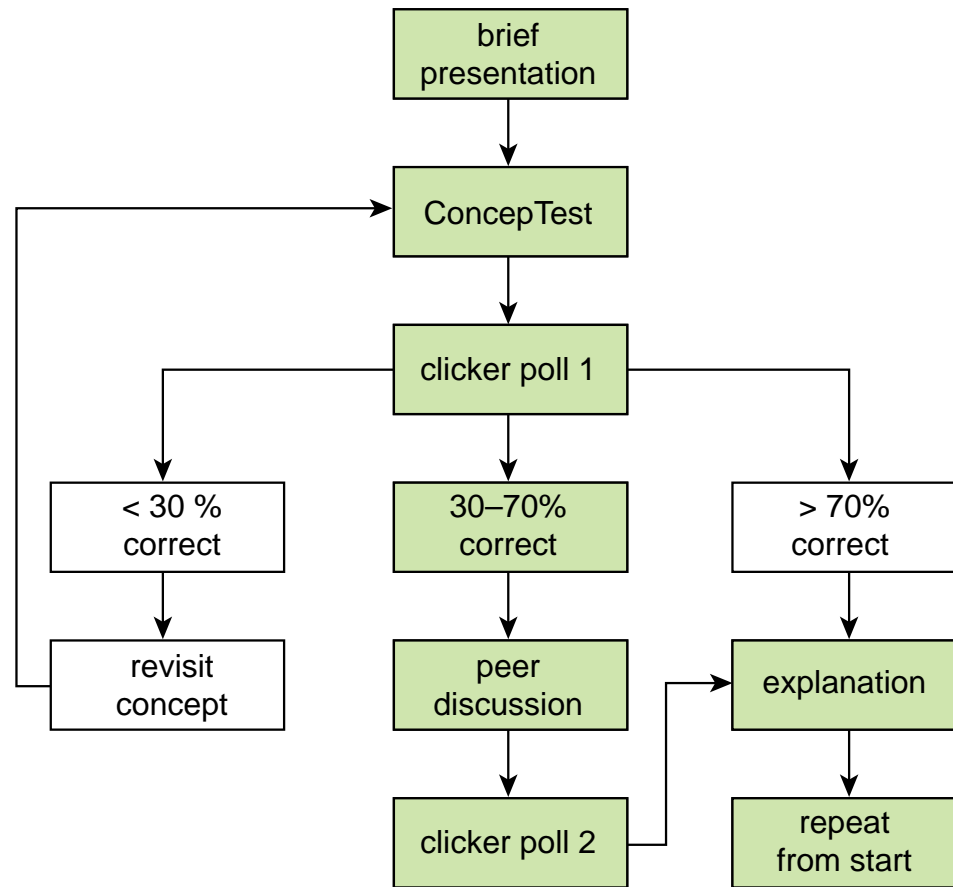 brief
presentation
ConcepTest
clicker poll 1
< 30 %
correct
30–70%
correct
> 70%
correct
revisit
concept
peer
discussion
explanation
clicker poll 2
repeat
from start